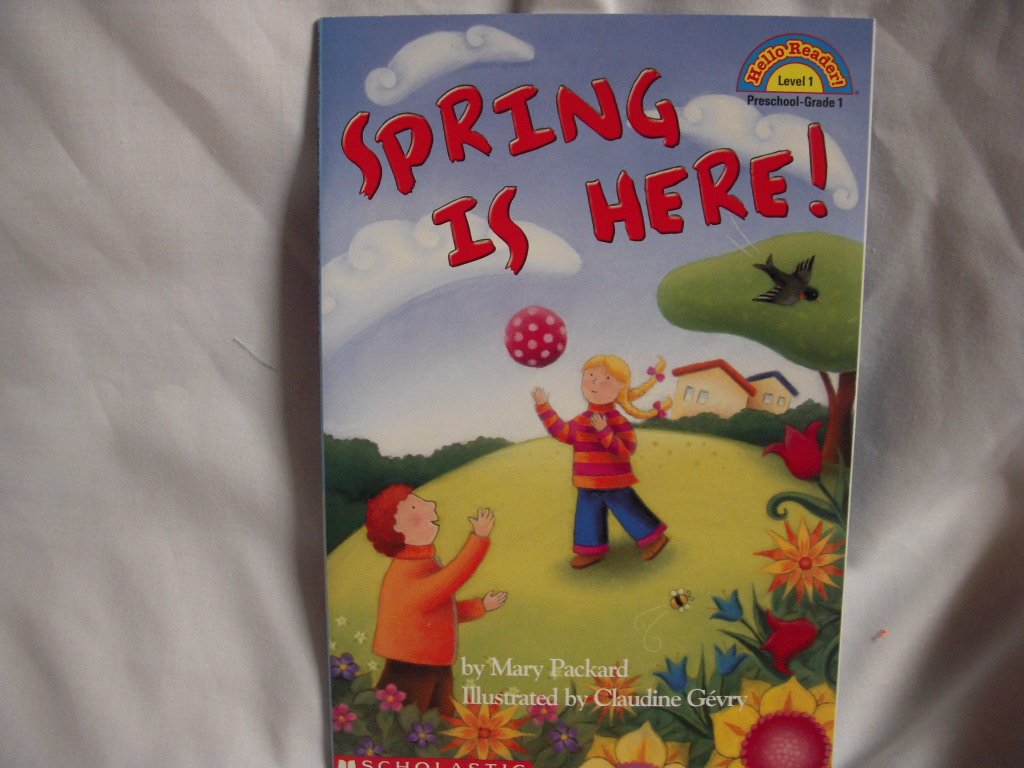 Hello Reader!
Level 1
Preschool-Grade 1
SPRING
IS HERE!
by Mary Packard
Illustrated by Claudine Gévry
SCHOLASTIC